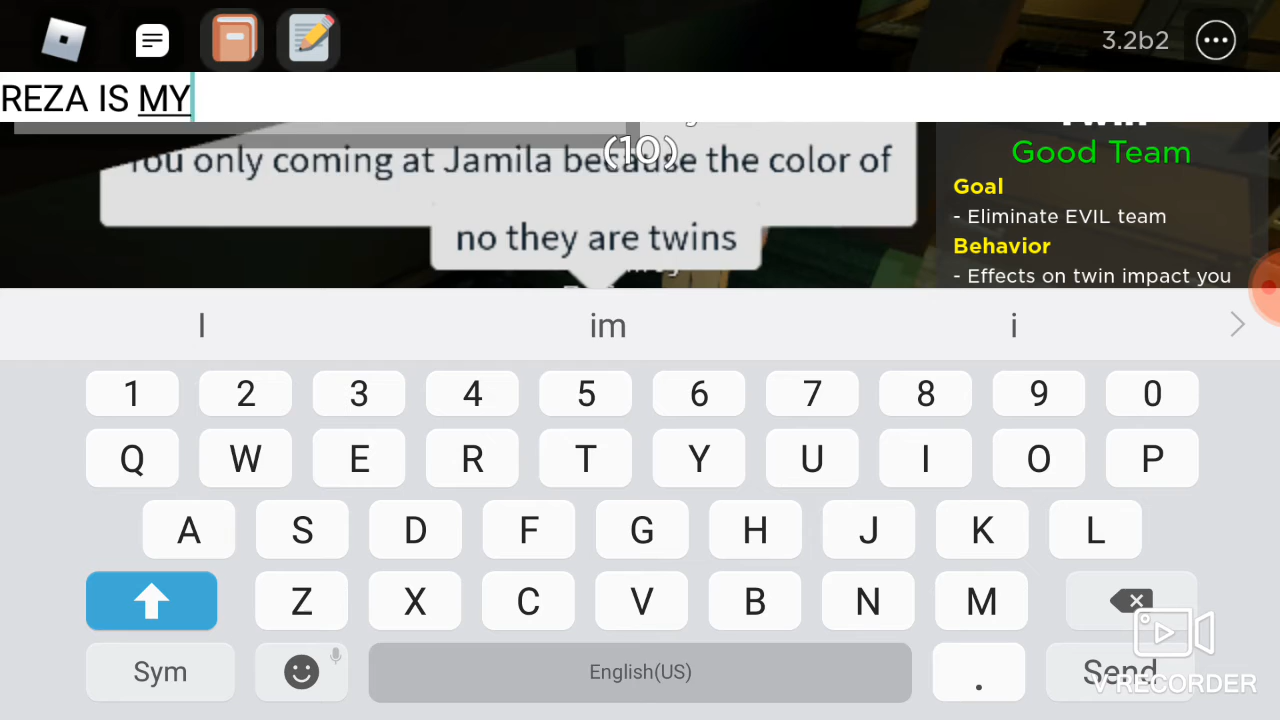 3.2b2
REZA IS MY
(10)
You only coming at Jamila because the color of
no they are twins
Twin
Good Team
Goal
- Eliminate EVIL team
Behavior
- Effects on twin impact you
I im i
1 2 3 4 5 6 7 8 9 0
Q W E R T Y U I O P
A S D F G H J K L
Z X C V B N M
Sym English(US) . Send
V RECORDER